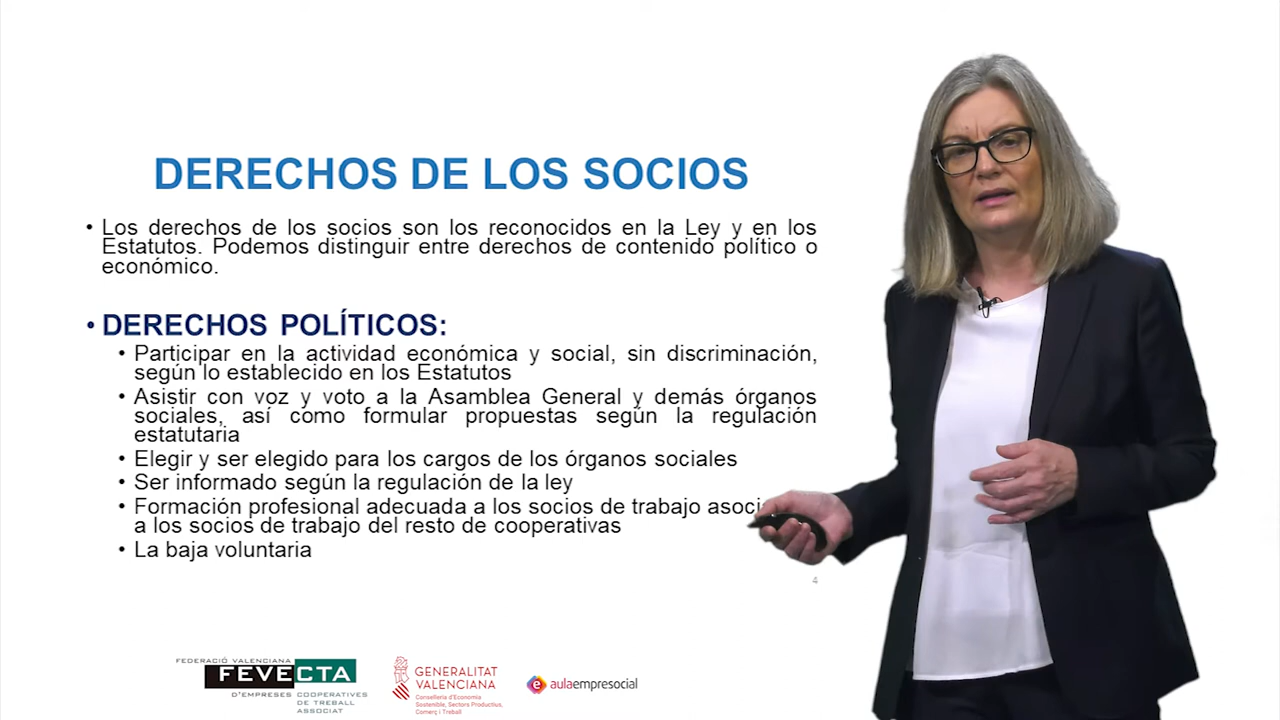 DERECHOS DE LOS SOCIOS
• Los derechos de los socios son los reconocidos en la Ley y en los
Estatutos. Podemos distinguir entre derechos de contenido político o
económico.
• DERECHOS POLÍTICOS:
• Participar en la actividad económica y social, sin discriminación,
según lo establecido en los Estatutos
• Asistir con voz y voto a la Asamblea General y demás órganos
sociales, así como formular propuestas según la regulación
estatutaria
• Elegir y ser elegido para los cargos de los órganos sociales
• Ser informado según la regulación de la ley
• Formación profesional adecuada a los socios de trabajo
a los socios de trabajo del resto de cooperativas
• La baja voluntaria
4
FEDERACIÓ VALENCIANA
FEVECTA
D'EMPRESES COOPERATIVES
DE TREBALL
ASSOCIAT
GENERALITAT
VALENCIANA
Conselleria d'Economia
Sostenible, Sectors Productius,
Comerç i Treball
e aulaempresocial